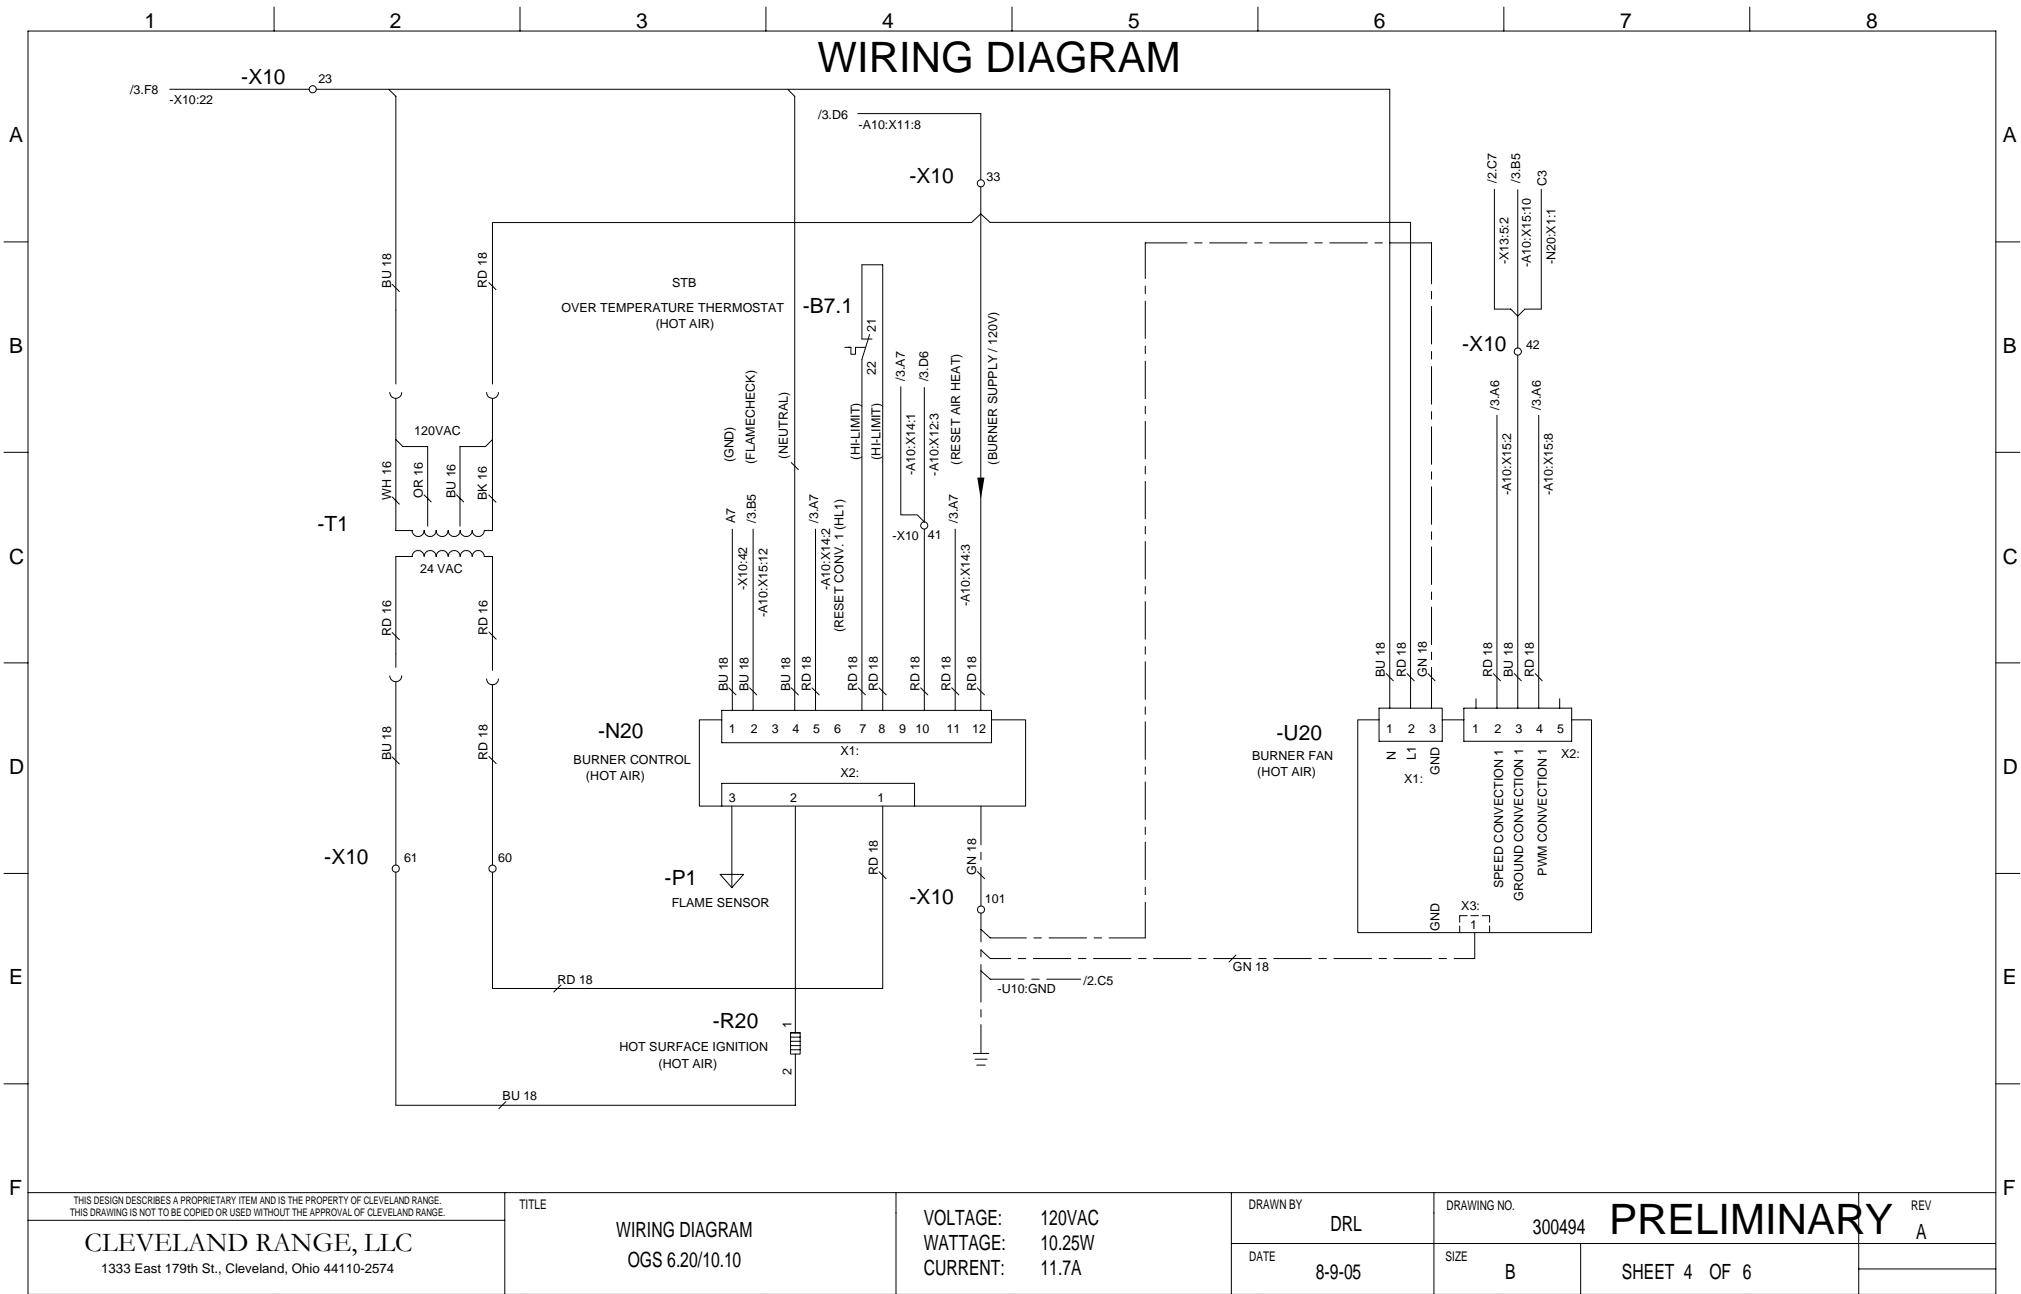 1 2 3 4 5 6 7 8
WIRING DIAGRAM
/3.F8
-X10:22
-X10
23
/3.D6
-A10:X11:8
-X10
33
A
A
/2.C7
/3.B5
C3
-X13:5:2
-A10:X15:10
-N20:X1:1
-X10
42
BU 18
RD 18
STB
OVER TEMPERATURE THERMOSTAT
(HOT AIR)
-B7.1
21
22
B
B
(GND)
(FLAMECHECK)
(NEUTRAL)
(HI-LIMIT)
(HI-LIMIT)
/3.A7
/3.D6
-A10:X14:1
-A10:X12:3
(RESET AIR HEAT)
(BURNER SUPPLY / 120V)
/3.A6
/3.A6
-A10:X15:2
-A10:X15:8
120VAC
WH 16
OR 16
BU 16
BK 16
-T1
24 VAC
C
C
A7
/3.B5
-X10:42
-A10:X15:12
/3.A7
-A10:X14:2
(RESET CONV. 1 (HL1)
-X10
41
/3.A7
-A10:X14:3
RD 16
RD 16
BU 18
BU 18
BU 18
RD 18
RD 18
RD 18
RD 18
RD 18
RD 18
BU 18
RD 18
GN 18
RD 18
BU 18
RD 18
-N20
BURNER CONTROL
(HOT AIR)
1 2 3 4 5 6 7 8 9 10 11 12
X1:
X2:
3 2 1
-U20
BURNER FAN
(HOT AIR)
1 2 3
N
L1
GND
X1:
1 2 3 4 5
X2:
SPEED CONVECTION 1
GROUND CONVECTION 1
PWM CONVECTION 1
GND
X3:
1
D
D
BU 18
RD 18
-X10
61
60
-P1
FLAME SENSOR
RD 18
GN 18
-X10
101
RD 18
GN 18
-U10:GND
/2.C5
E
E
-R20
HOT SURFACE IGNITION
(HOT AIR)
1
2
BU 18
F
F
THIS DESIGN DESCRIBES A PROPRIETARY ITEM AND IS THE PROPERTY OF CLEVELAND RANGE.
THIS DRAWING IS NOT TO BE COPIED OR USED WITHOUT THE APPROVAL OF CLEVELAND RANGE.
CLEVELAND RANGE, LLC
1333 East 179th St., Cleveland, Ohio 44110-2574
TITLE
WIRING DIAGRAM
OGS 6.20/10.10
VOLTAGE: 120VAC
WATTAGE: 10.25W
CURRENT: 11.7A
DRAWN BY
DRL
DATE
8-9-05
DRAWING NO.
300494
PRELIMINARY
REV
A
SIZE
B
SHEET 4 OF 6